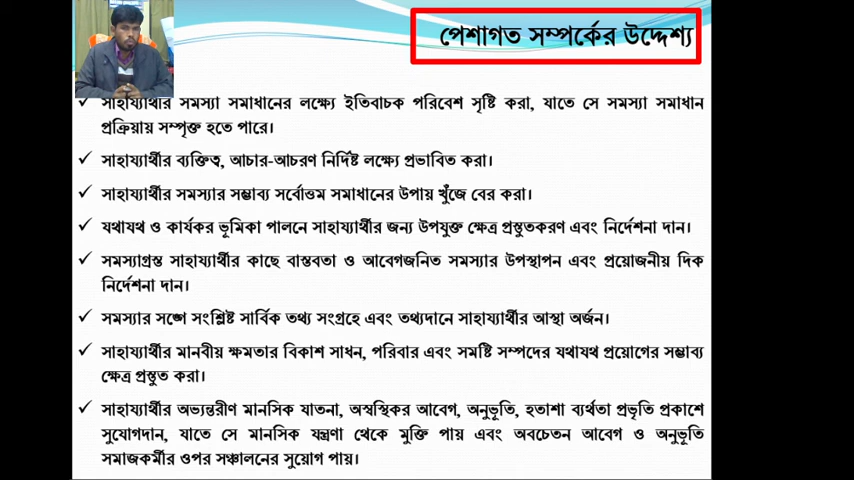 পেশাগত সম্পর্কের উদ্দেশ্য
✓ সাহায্যার্থীর সমস্যা সমাধানের লক্ষ্যে ইতিবাচক পরিবেশ সৃষ্টি করা, যাতে সে সমস্যা সমাধান
প্রক্রিয়ায় সম্পৃক্ত হতে পারে।
✓ সাহায্যার্থীর ব্যক্তিত্ব, আচার-আচরণ নির্দিষ্ট লক্ষ্যে প্রভাবিত করা।
✓ সাহায্যার্থীর সমস্যার সম্ভাব্য সর্বোত্তম সমাধানের উপায় খুঁজে বের করা।
✓ যথাযথ ও কার্যকর ভূমিকা পালনে সাহায্যার্থীর জন্য উপযুক্ত ক্ষেত্র প্রস্তুতকরণ এবং নির্দেশনা দান।
✓ সমস্যাগ্রস্ত সাহায্যার্থীর কাছে বাস্তবতা ও আবেগজনিত সমস্যার উপস্থাপন এবং প্রয়োজনীয় দিক
নির্দেশনা দান।
✓ সমস্যার সঙ্গে সংশ্লিষ্ট সার্বিক তথ্য সংগ্রহে এবং তথ্যদানে সাহায্যার্থীর আস্থা অর্জন।
✓ সাহায্যার্থীর মানবীয় ক্ষমতার বিকাশ সাধন, পরিবার এবং সমষ্টি সম্পদের যথাযথ প্রয়োগের সম্ভাব্য
ক্ষেত্র প্রস্তুত করা।
✓ সাহায্যার্থীর অভ্যন্তরীণ মানসিক যাতনা, অস্বস্থিকর আবেগ, অনুভূতি, হতাশা ব্যর্থতা প্রভৃতি প্রকাশে
সুযোগদান, যাতে সে মানসিক যন্ত্রণা থেকে মুক্তি পায় এবং অবচেতন আবেগ ও অনুভূতি
সমাজকর্মীর ওপর সঞ্চালনের সুযোগ পায়।